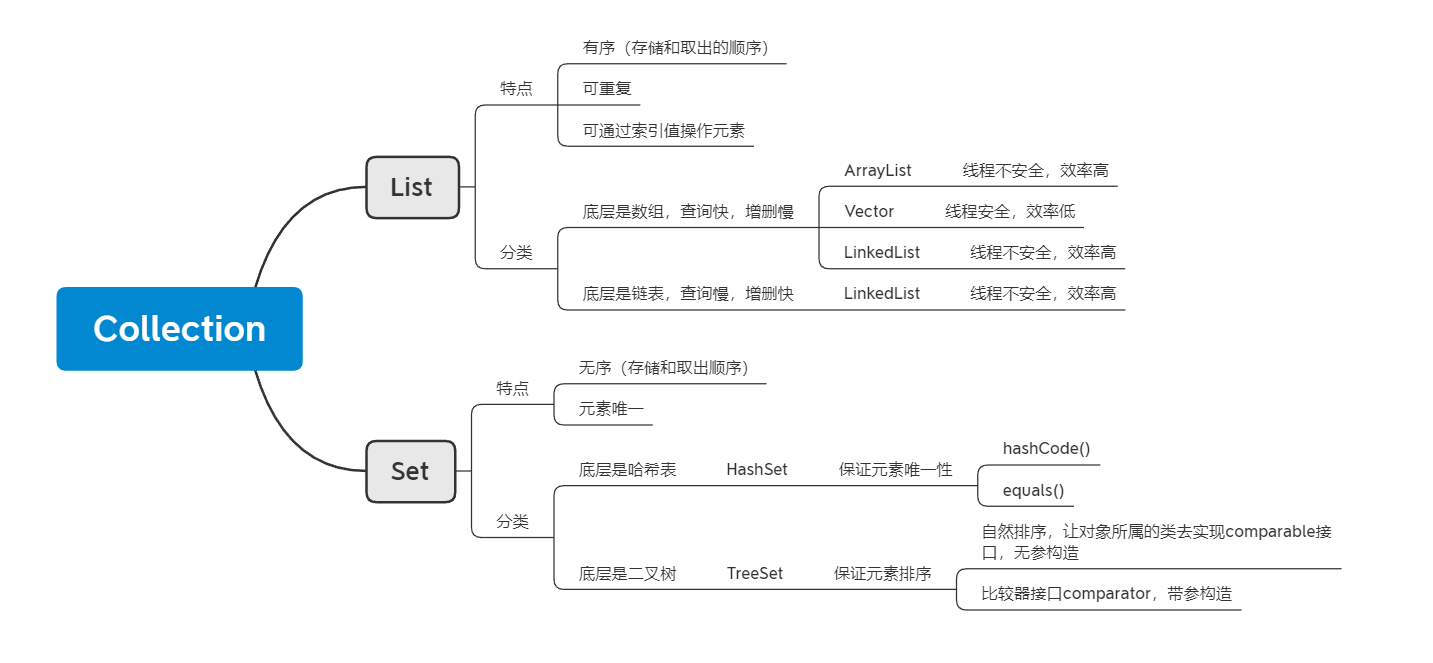 Collection
List
特点
有序（存储和取出的顺序）
可重复
可通过索引值操作元素
分类
底层是数组，查询快，增删慢
ArrayList 线程不安全，效率高
Vector 线程安全，效率低
LinkedList 线程不安全，效率高
底层是链表，查询慢，增删快 LinkedList 线程不安全，效率高
Set
特点
无序（存储和取出顺序）
元素唯一
分类
底层是哈希表 HashSet 保证元素唯一性
hashCode()
equals()
底层是二叉树 TreeSet 保证元素排序
自然排序，让对象所属的类去实现comparable接
口，无参构造
比较器接口comparator，带参构造